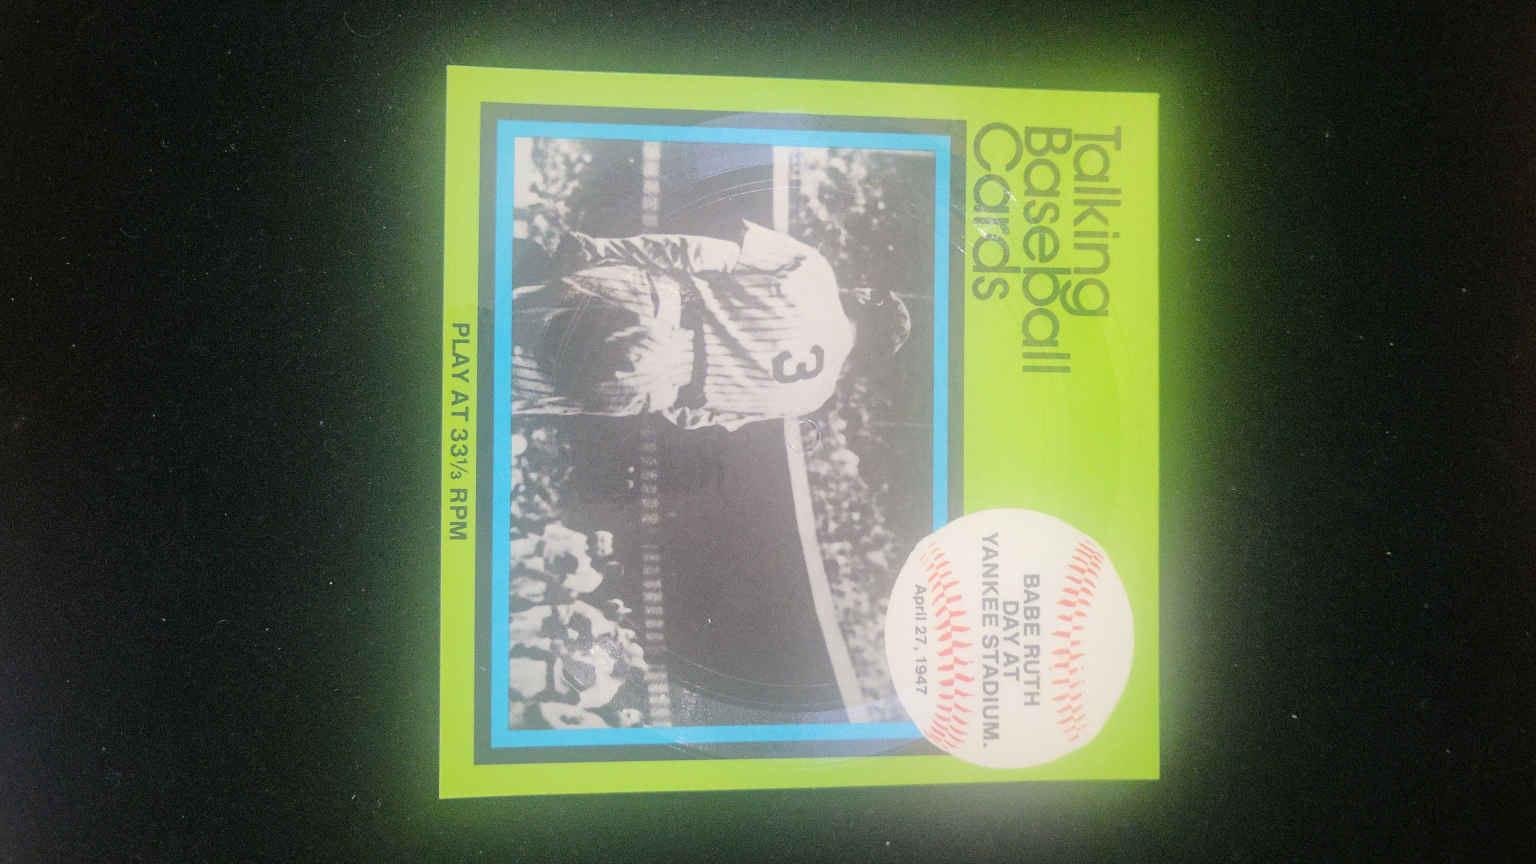 Talking
Baseball
Cards
BABE RUTH
DAY AT
YANKEE STADIUM.
April 27, 1947
3
PLAY AT 33⅓ RPM